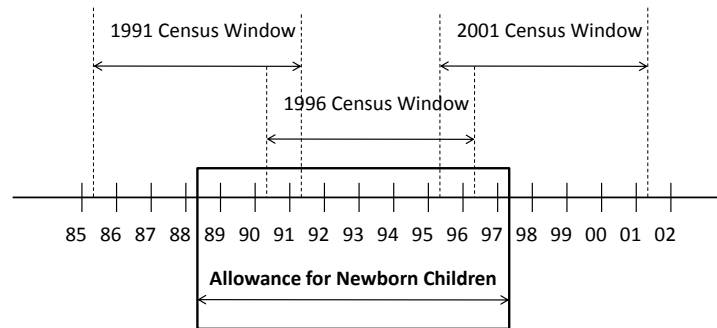 1991 Census Window
2001 Census Window
1996 Census Window
85 86 87 88 89 90 91 92 93 94 95 96 97 98 99 00 01 02
Allowance for Newborn Children